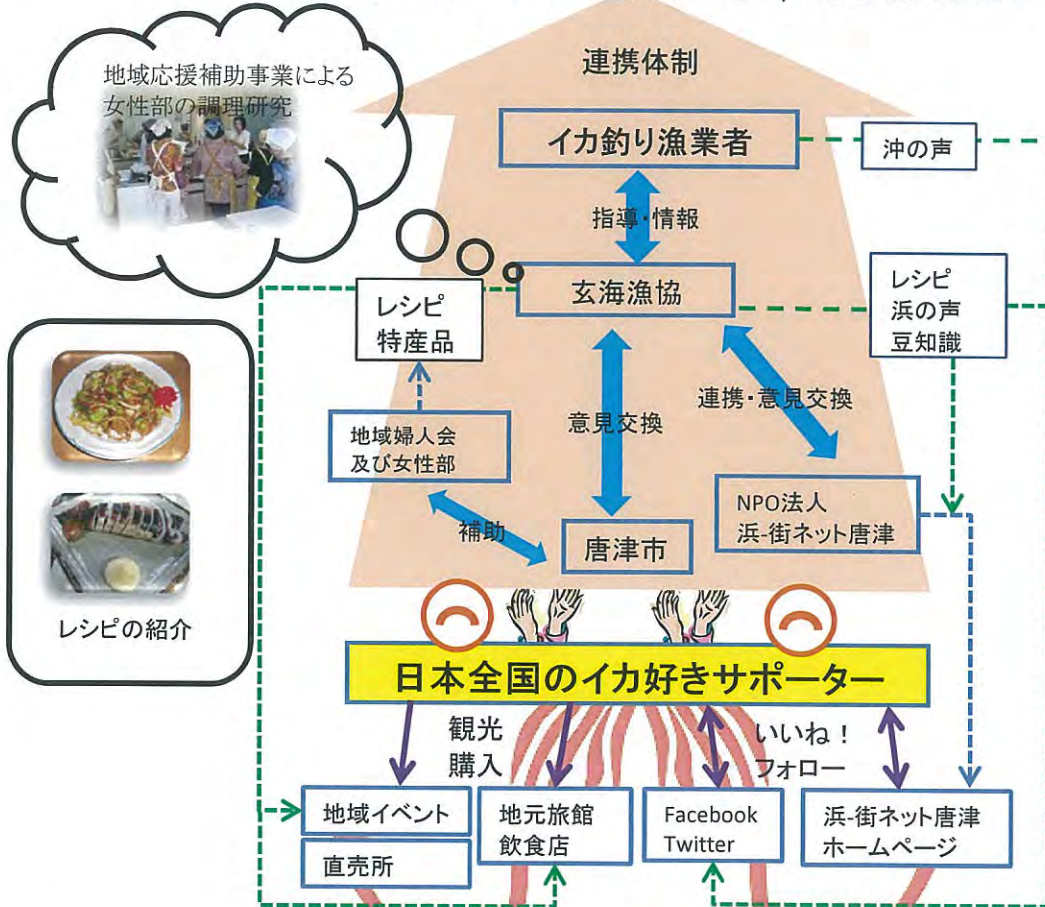 地域応援補助事業による
女性部の調理研究
連携体制
イカ釣り漁業者
沖の声
指導・情報
玄海漁協
レシピ
特産品
レシピ
浜の声
豆知識
連携・意見交換
意見交換
地域婦人会
及び女性部
補助
唐津市
NPO法人
浜-街ネット唐津
レシピの紹介
日本全国のイカ好きサポーター
観光
購入
いいね！
フォロー
地域イベント
直売所
地元旅館
飲食店
Facebook
Twitter
浜-街ネット唐津
ホームページ